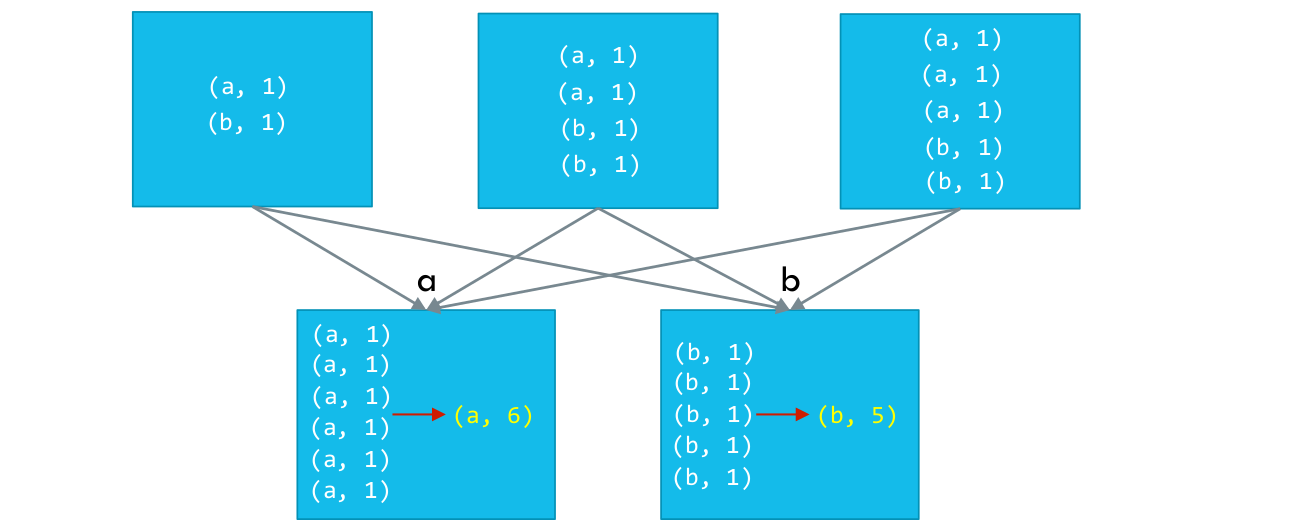 (a, 1)
(b, 1)
(a, 1)
(a, 1)
(b, 1)
(b, 1)
(a, 1)
(a, 1)
(a, 1)
(b, 1)
(b, 1)
a
b
(a, 1)
(a, 1)
(a, 1)
(a, 1)
(a, 1)
(a, 1)
(a, 6)
(b, 1)
(b, 1)
(b, 1)
(b, 1)
(b, 1)
(b, 5)